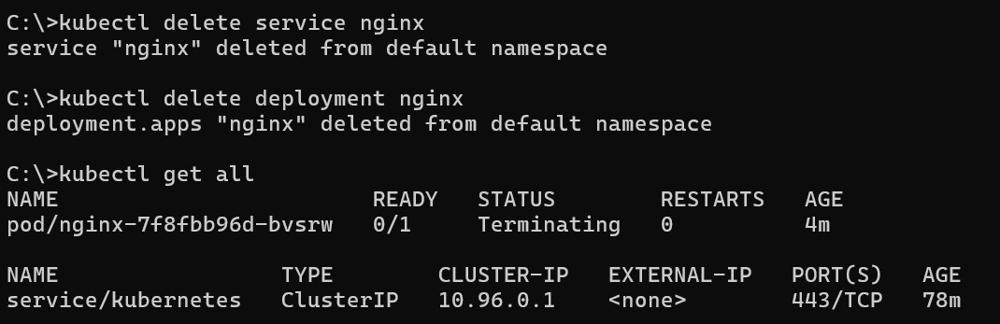 C:\>kubectl delete service nginx
service "nginx" deleted from default namespace
C:\>kubectl delete deployment nginx
deployment.apps "nginx" deleted from default namespace
C:\>kubectl get all
NAME READY STATUS RESTARTS AGE
pod/nginx-7f8fbb96d-bvsrw 0/1 Terminating 0 4m
NAME TYPE CLUSTER-IP EXTERNAL-IP PORT(S) AGE
service/kubernetes ClusterIP 10.96.0.1 <none> 443/TCP 78m